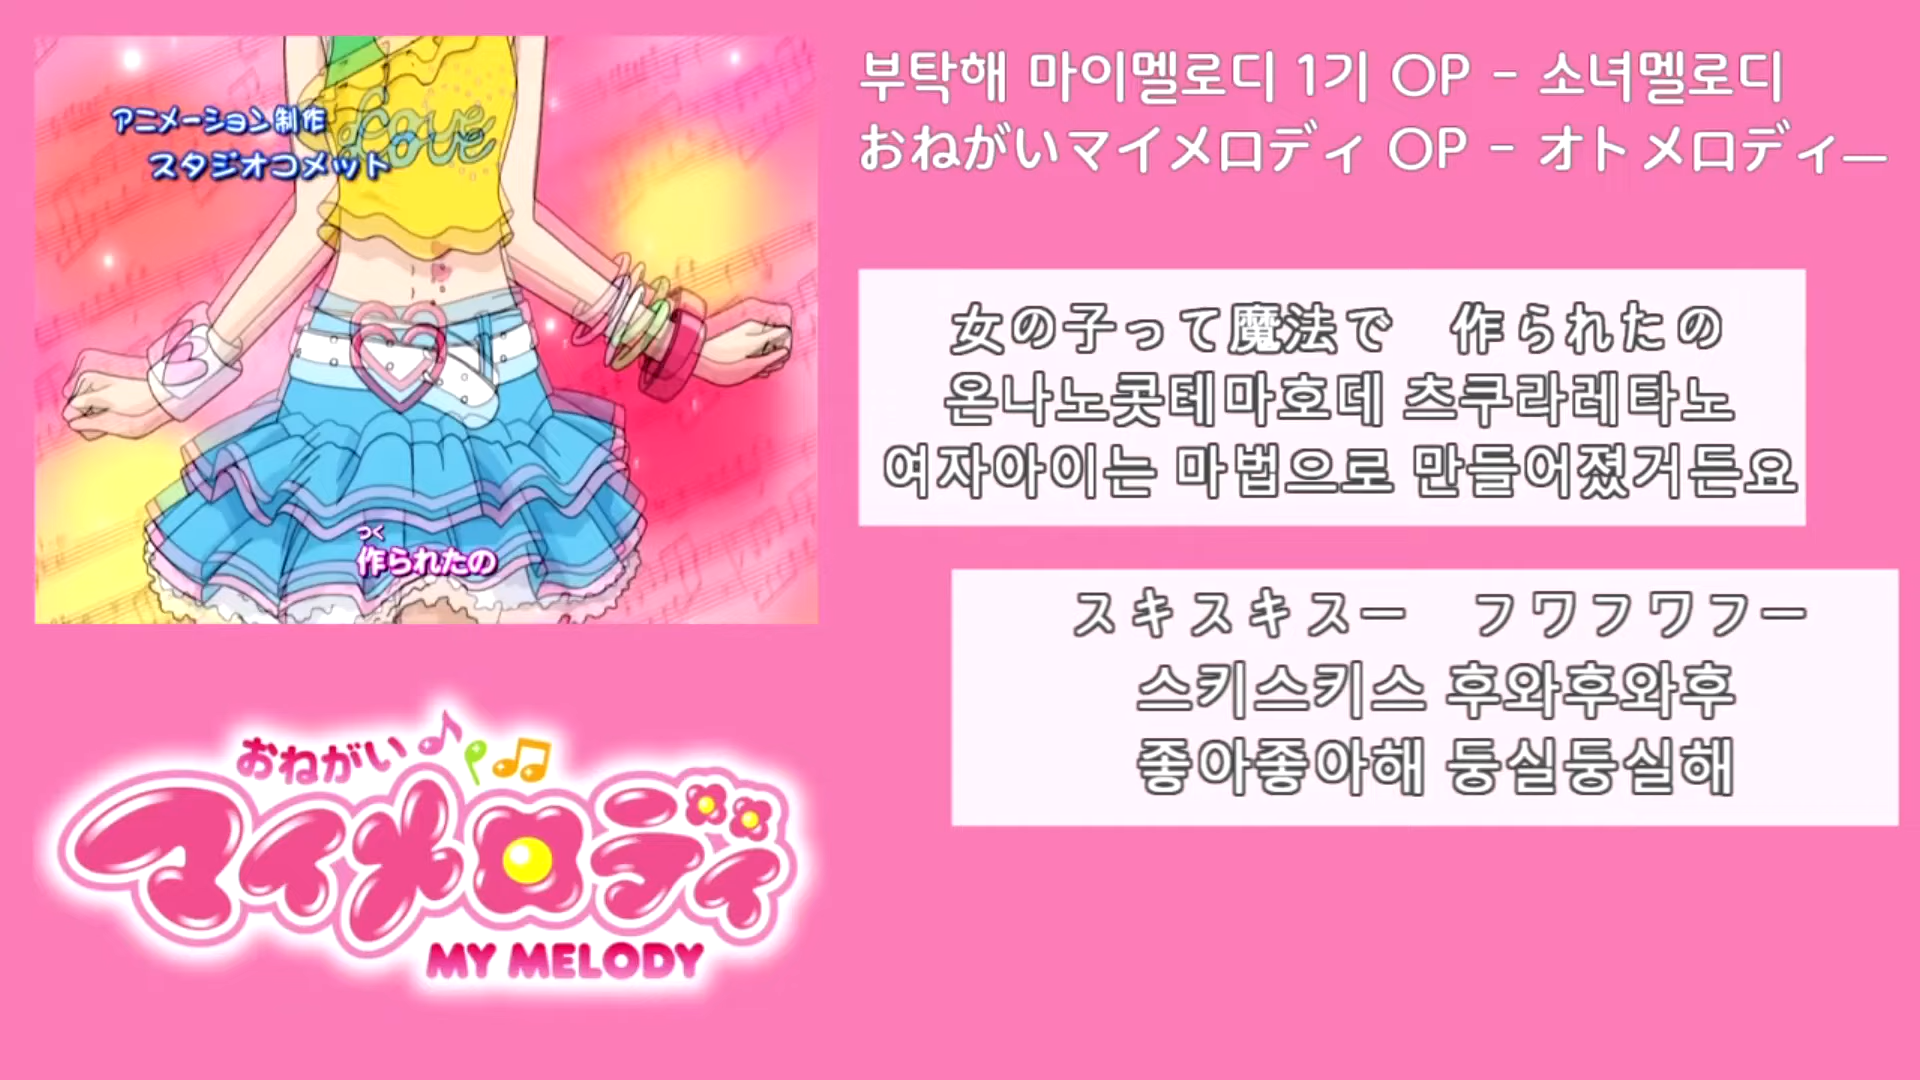 アニメーション制作
スタジオコメット
Love
つく
作られたの
おねがい
マイメロディ
MY MELODY
부탁해 마이멜로디 1기 OP - 소녀멜로디
おねがいマイメロディ OP - オトメロディー
女の子って魔法で　作られたの
온나노콧테마호데 츠쿠라레타노
여자아이는 마법으로 만들어졌거든요
スキスキスー　フワフワフー
스키스키스 후와후와후
좋아좋아해 둥실둥실해